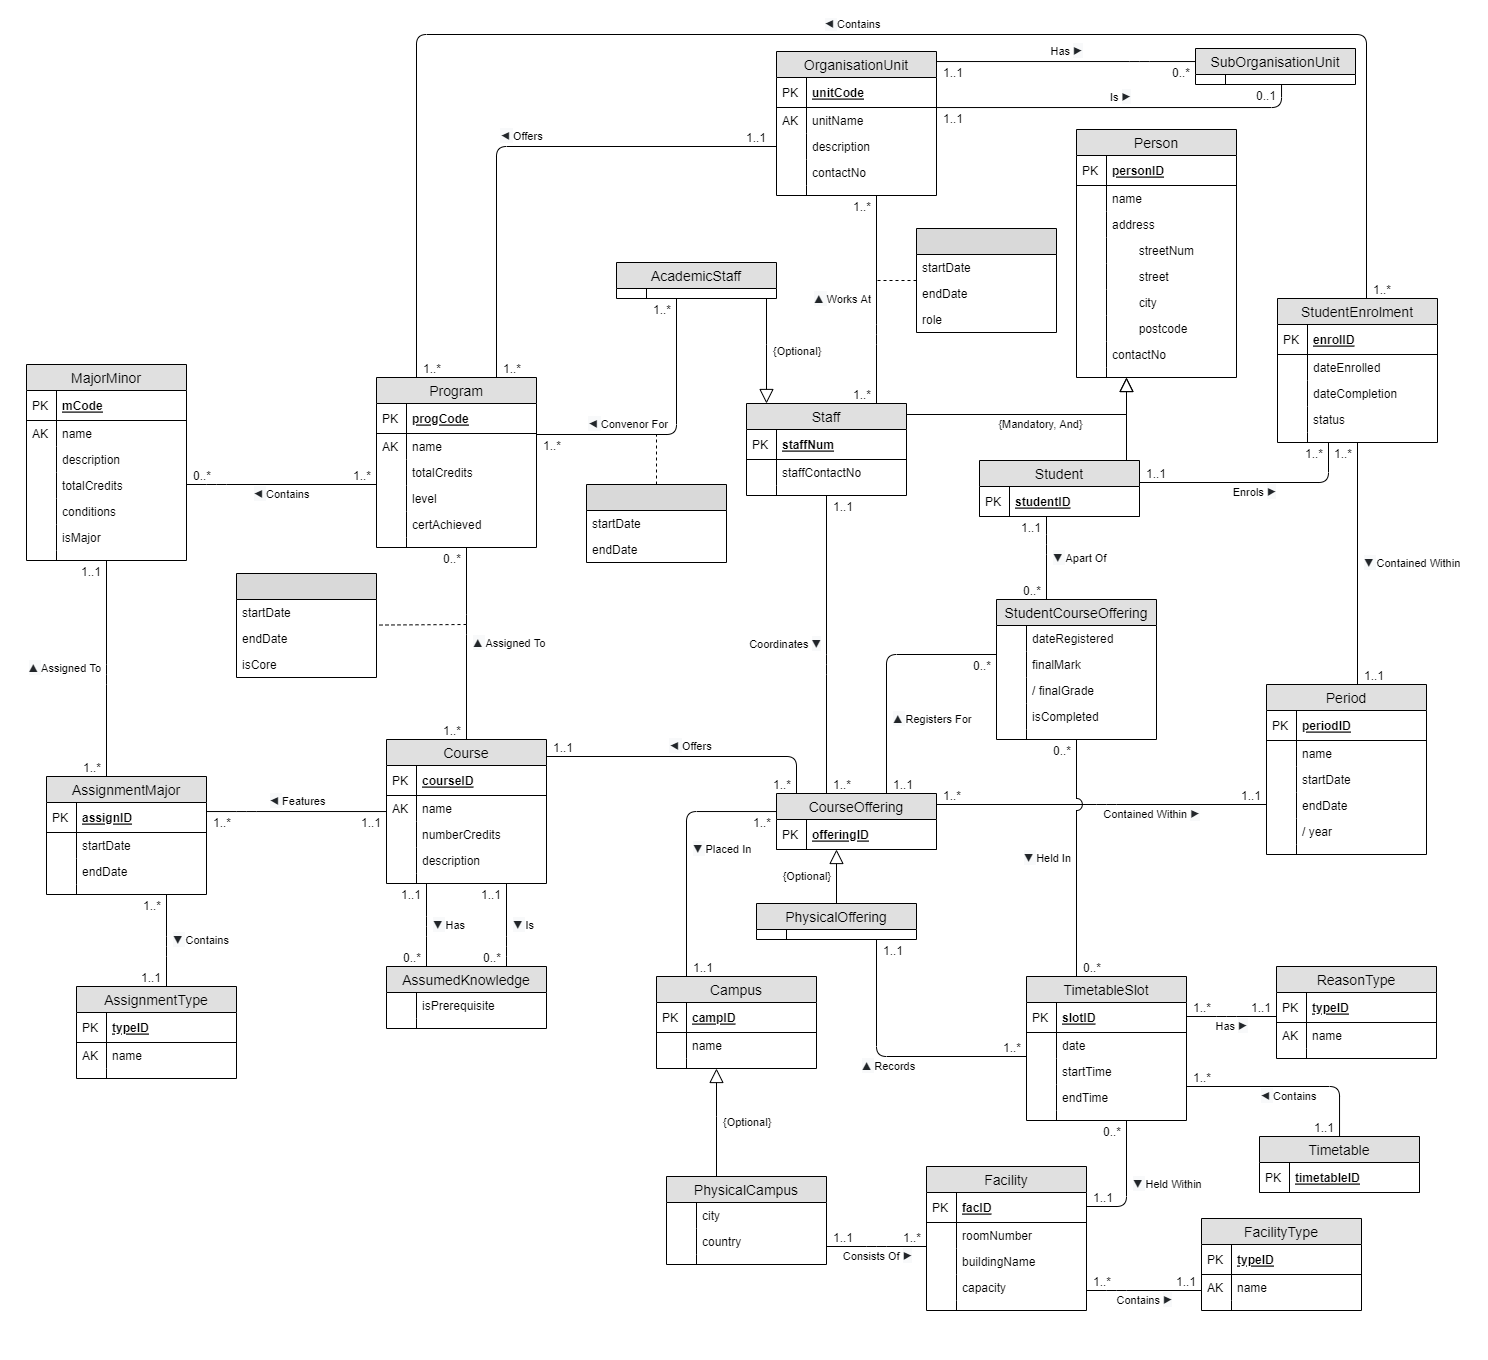 ◄ Contains
OrganisationUnit
PK unitCode
AK unitName
description
contactNo
1..1
Has ►
0..*
SubOrganisationUnit
Is ►
0..1
1..1
◄ Offers
1..1
1..*
▲ Works At
startDate
endDate
role
Person
PK personID
name
address
streetNum
street
city
postcode
contactNo
AcademicStaff
1..*
{Optional}
1..*
StudentEnrolment
PK enrolID
dateEnrolled
dateCompletion
status
1..*
1..*
MajorMinor
PK mCode
AK name
description
totalCredits
conditions
isMajor
1..*
1..*
Program
PK progCode
AK name
totalCredits
level
certAchieved
◄ Convenor For
1..*
1..*
Staff
PK staffNum
staffContactNo
{Mandatory, And}
Student
PK studentID
1..1
Enrols ►
0..*
1..*
◄ Contains
startDate
endDate
1..1
1..1
▼ Apart Of
0..*
▼ Contained Within
1..1
0..*
startDate
endDate
isCore
▲ Assigned To
▲ Assigned To
Coordinates ▼
StudentCourseOffering
dateRegistered
finalMark
/ finalGrade
isCompleted
0..*
▲ Registers For
1..1
Period
PK periodID
name
startDate
endDate
/ year
1..*
1..*
Course
PK courseID
AK name
numberCredits
description
1..1
◄ Offers
1..*
1..*
1..1
0..*
CourseOffering
PK offeringID
1..*
1..1
Contained Within ►
AssignmentMajor
PK assignID
startDate
endDate
◄ Features
1..*
1..1
1..*
▼ Placed In
▼ Held In
{Optional}
PhysicalOffering
1..1
1..1
▼ Has
1..1
▼ Is
0..*
0..*
AssumedKnowledge
isPrerequisite
1..*
▼ Contains
1..1
AssignmentType
PK typeID
AK name
1..1
Campus
PK campID
name
0..*
TimetableSlot
PK slotID
date
startTime
endTime
1..*
▲ Records
1..*
1..1
Has ►
ReasonType
PK typeID
AK name
1..*
◄ Contains
1..1
Timetable
PK timetableID
{Optional}
0..*
▼ Held Within
1..1
PhysicalCampus
city
country
1..1
1..*
Consists Of ►
Facility
PK facID
roomNumber
buildingName
capacity
1..*
1..1
Contains ►
FacilityType
PK typeID
AK name